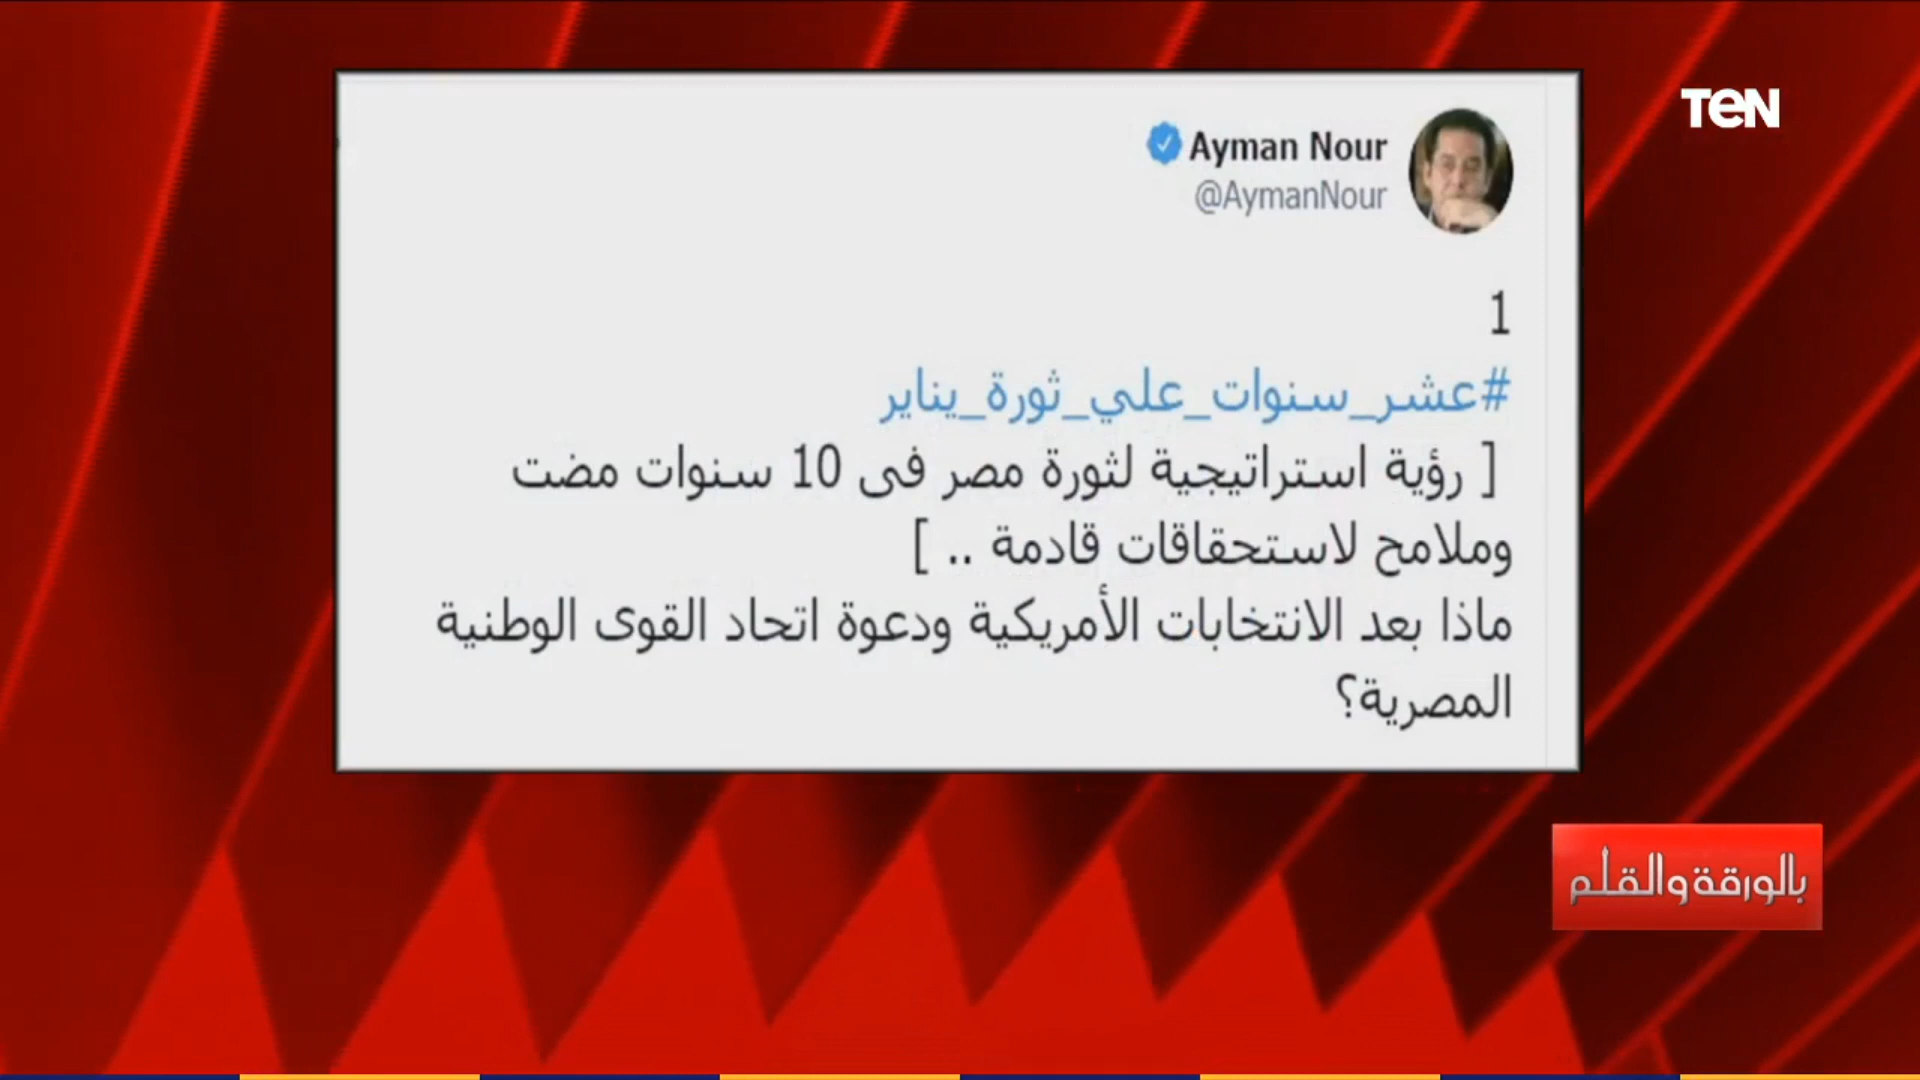 TEN
Ayman Nour
@AymanNour
1
#عشر_سنوات_علي_ثورة_يناير
[ رؤية استراتيجية لثورة مصر فى 10 سنوات مضت
وملامح لاستحقاقات قادمة .. ]
ماذا بعد الانتخابات الأمريكية ودعوة اتحاد القوى الوطنية
المصرية؟
بالورقة والقلم